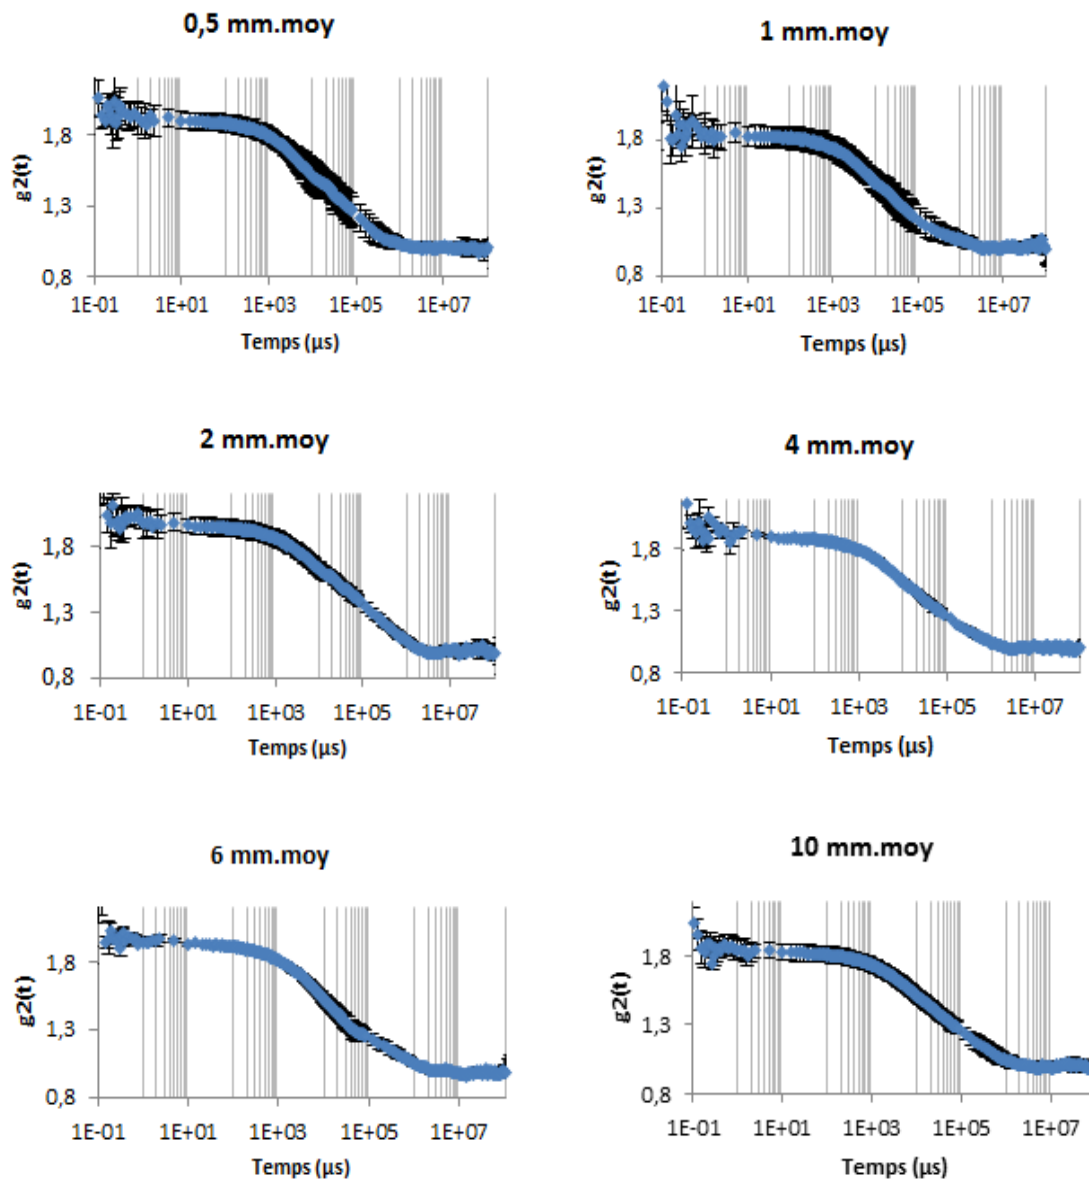 0,5 mm.moy
g2(t)
1,8
1,3
0,8
1E-01 1E+01 1E+03 1E+05 1E+07
Temps (µs)
1 mm.moy
g2(t)
1,8
1,3
0,8
1E-01 1E+01 1E+03 1E+05 1E+07
Temps (µs)
2 mm.moy
g2(t)
1,8
1,3
0,8
1E-01 1E+01 1E+03 1E+05 1E+07
Temps (µs)
4 mm.moy
g2(t)
1,8
1,3
0,8
1E-01 1E+01 1E+03 1E+05 1E+07
Temps (µs)
6 mm.moy
g2(t)
1,8
1,3
0,8
1E-01 1E+01 1E+03 1E+05 1E+07
Temps (µs)
10 mm.moy
g2(t)
1,8
1,3
0,8
1E-01 1E+01 1E+03 1E+05 1E+07
Temps (µs)